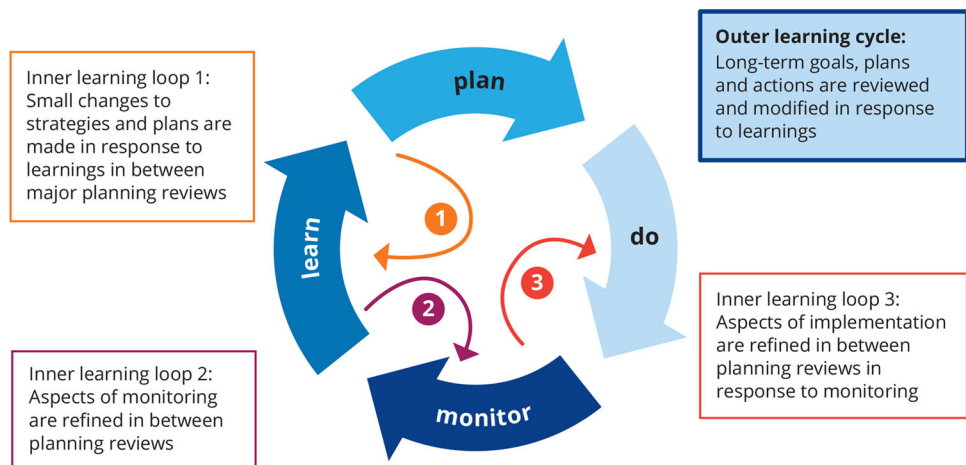 Inner learning loop 1:
Small changes to
strategies and plans are
made in response to
learnings in between
major planning reviews
plan
Outer learning cycle:
Long-term goals, plans
and actions are reviewed
and modified in response
to learnings
learn
1
do
2
3
Inner learning loop 2:
Aspects of monitoring
are refined in between
planning reviews
monitor
Inner learning loop 3:
Aspects of implementation
are refined in between
planning reviews in
response to monitoring